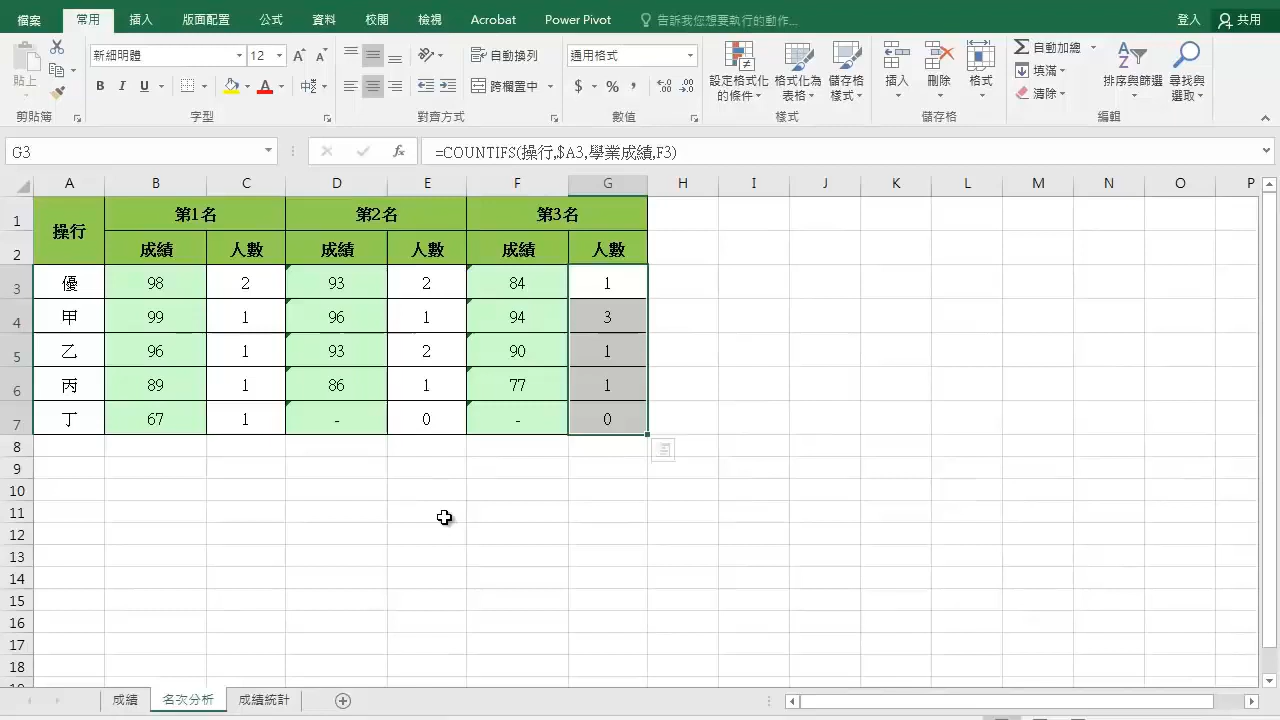 檔案 常用 插入 版面配置 公式 資料 校閱 檢視 Acrobat Power Pivot 告訴我您想要執行的動作... 登入 共用
新細明體 12 自動換列 通用格式
貼上 B I U 跨欄置中 $ % , 設定格式化的條件 格式化為表格 儲存格樣式 插入 刪除 格式 自動加總 填滿 清除 排序與篩選 尋找與選取
剪貼簿 字型 對齊方式 數值 樣式 儲存格 編輯
G3 fx =COUNTIFS(操行,$A3,學業成績,F3)
A B C D E F G H I J K L M N O P
1 操行 第1名 第2名 第3名
2 成績 人數 成績 人數 成績 人數
3 優 98 2 93 2 84 1
4 甲 99 1 96 1 94 3
5 乙 96 1 93 2 90 1
6 丙 89 1 86 1 77 1
7 丁 67 1 - 0 - 0
8
9
10
11
12
13
14
15
16
17
18
成績 名次分析 成績統計